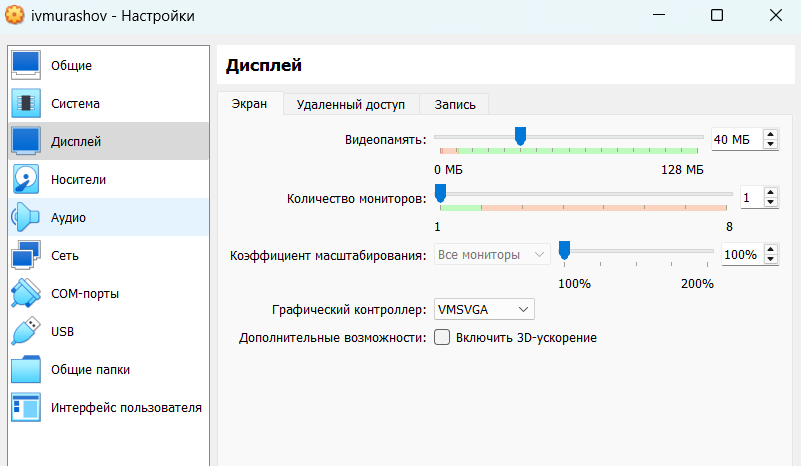 ivmurashov - Настройки
Общие
Система
Дисплей
Носители
Аудио
Сеть
COM-порты
USB
Общие папки
Интерфейс пользователя
Дисплей
Экран Удаленный доступ Запись
Видеопамять: 40 МБ
0 МБ 128 МБ
Количество мониторов: 1
1 8
Коэффициент масштабирования: Все мониторы 100%
100% 200%
Графический контроллер: VMSVGA
Дополнительные возможности: Включить 3D-ускорение